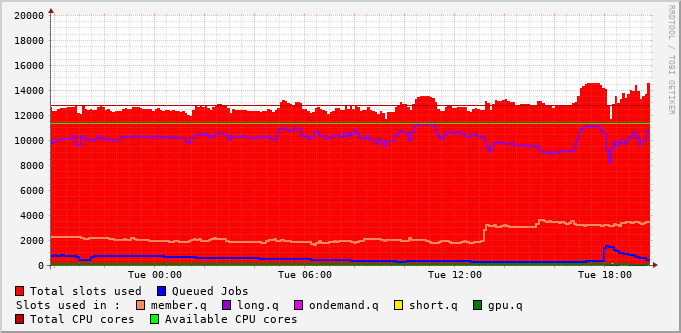 20000
18000
16000
14000
12000
10000
8000
6000
4000
2000
0
Tue 00:00 Tue 06:00 Tue 12:00 Tue 18:00
RRDTOOL / TOBI OETIKER
Total slots used Queued Jobs
Slots used in : member.q long.q ondemand.q short.q gpu.q
Total CPU cores Available CPU cores